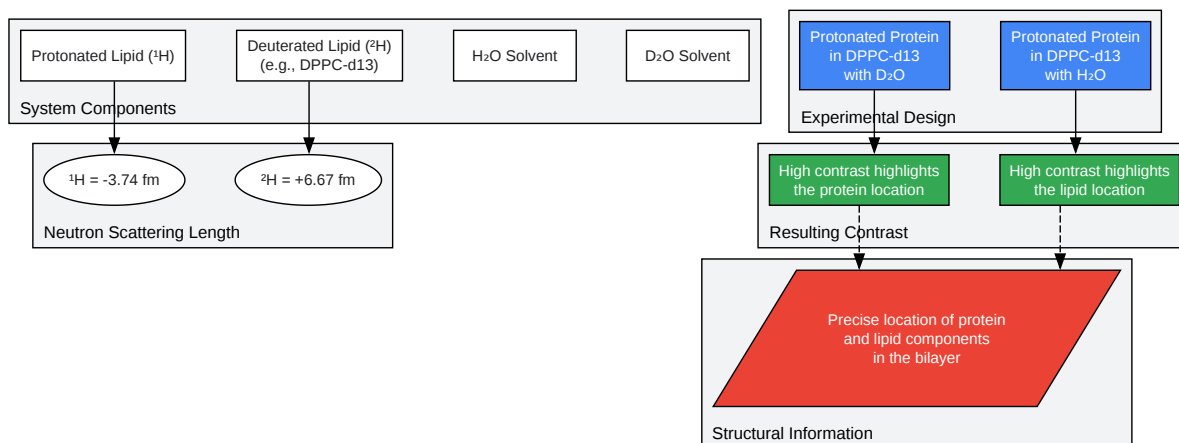 Protonated Lipid (¹H)
Deuterated Lipid (²H)
(e.g., DPPC-d13)
H₂O Solvent
D₂O Solvent
System Components
Protonated Protein
in DPPC-d13
with D₂O
Protonated Protein
in DPPC-d13
with H₂O
Experimental Design
¹H = -3.74 fm
²H = +6.67 fm
Neutron Scattering Length
High contrast highlights
the protein location
High contrast highlights
the lipid location
Resulting Contrast
Precise location of protein
and lipid components
in the bilayer
Structural Information